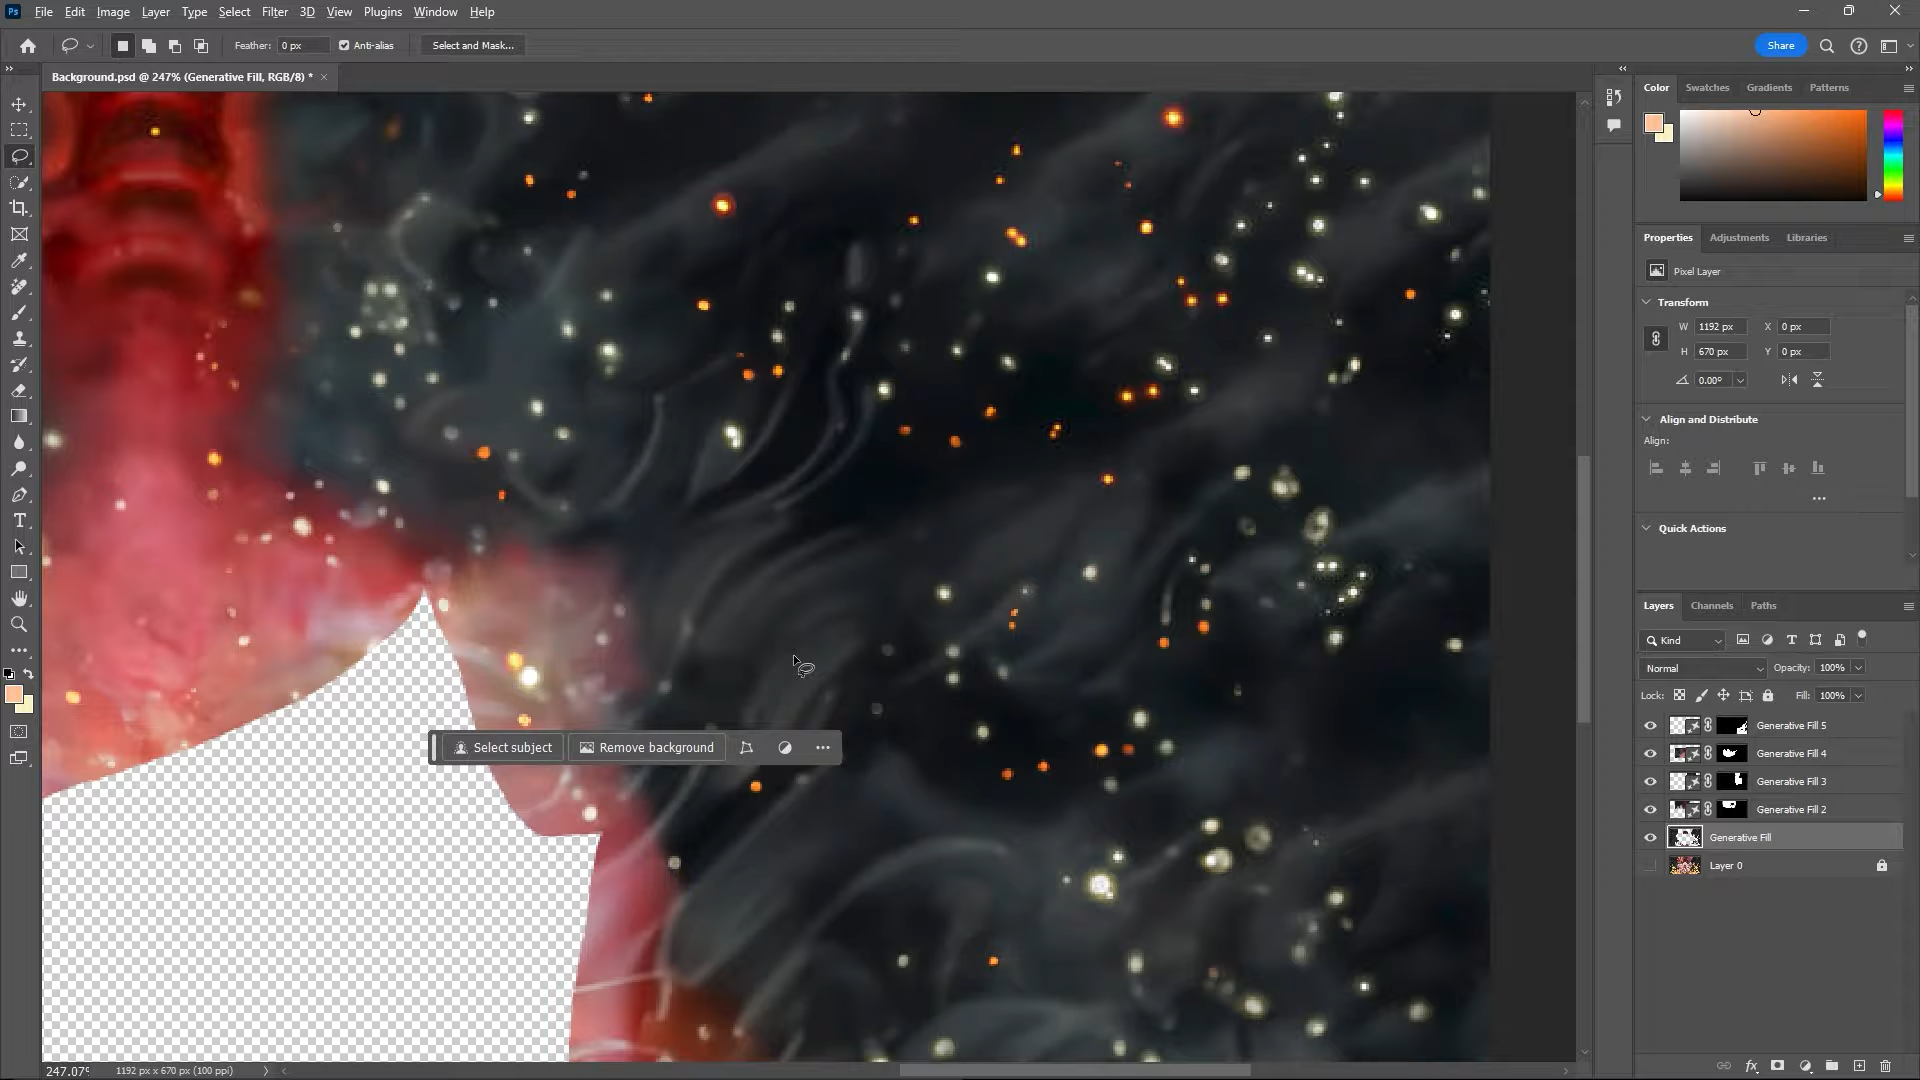 Ps File Edit Image Layer Type Select Filter 3D View Plugins Window Help
Feather: 0 px Anti-alias Select and Mask... Share
Background.psd @ 247% (Generative Fill, RGB/8) *
Color Swatches Gradients Patterns
Properties Adjustments Libraries
Pixel Layer
Transform
W 1192 px X 0 px
H 670 px Y 0 px
0.00°
Align and Distribute
Align:
Quick Actions
Layers Channels Paths
Kind
Normal Opacity: 100%
Lock: Fill: 100%
Generative Fill 5
Generative Fill 4
Generative Fill 3
Generative Fill 2
Generative Fill
Layer 0
Select subject Remove background
247.07% 1192 px x 670 px (100 ppi)